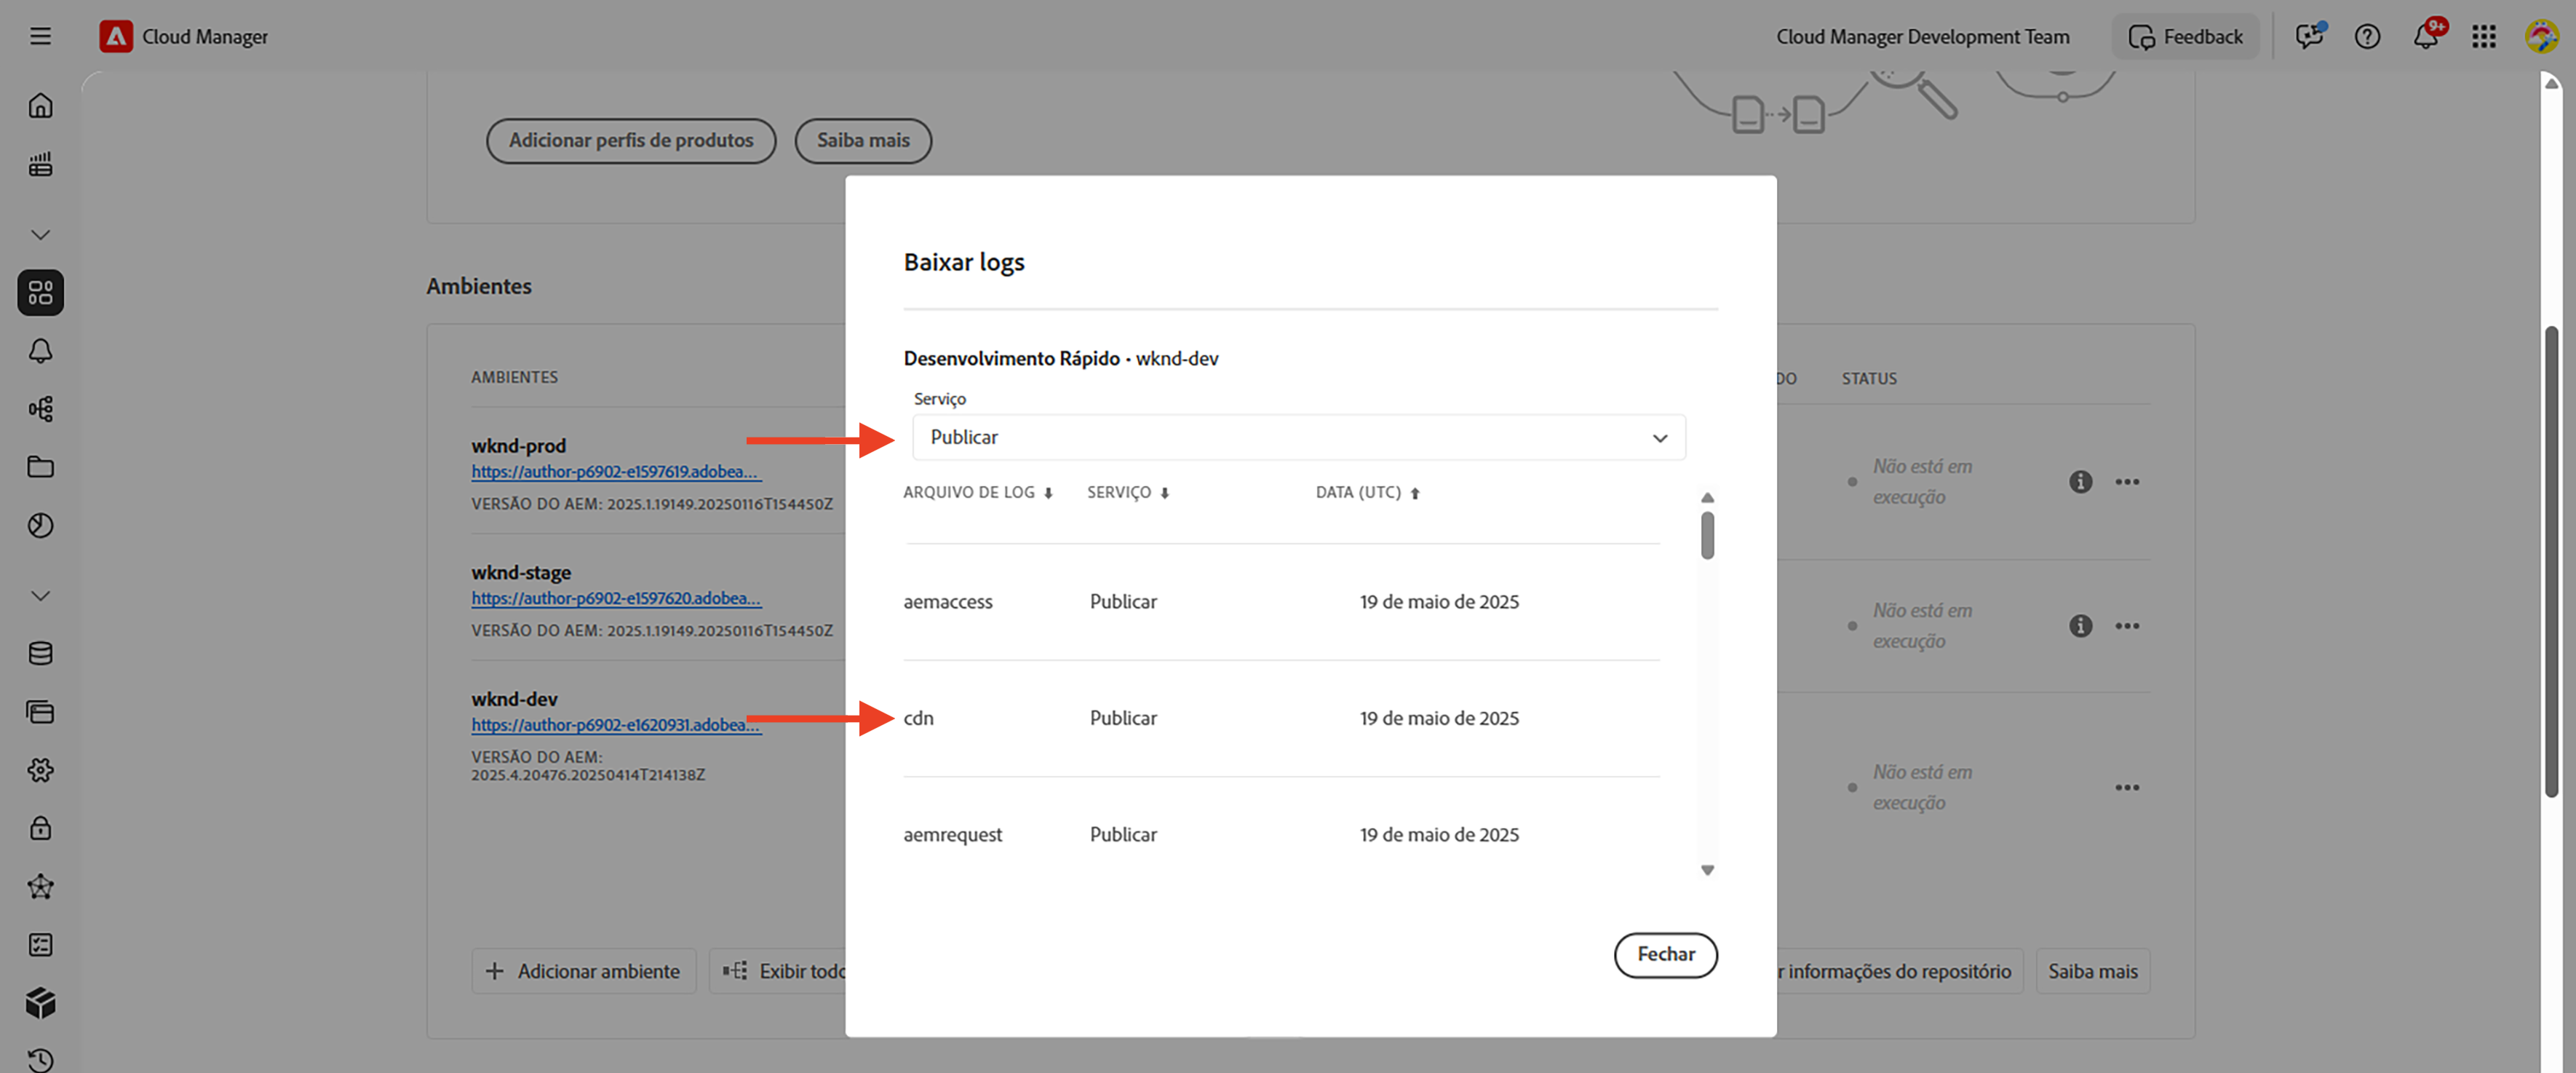 Cloud Manager
Cloud Manager Development Team
Feedback
9+
Adicionar perfis de produtos
Saiba mais
Ambientes
AMBIENTES
DO
STATUS
wknd-prod
https://author-p6902-e1597619.adobea...
VERSÃO DO AEM: 2025.1.19149.20250116T154450Z
Não está em
execução
wknd-stage
https://author-p6902-e1597620.adobea...
VERSÃO DO AEM: 2025.1.19149.20250116T154450Z
Não está em
execução
wknd-dev
https://author-p6902-e1620931.adobea...
VERSÃO DO AEM:
2025.4.20476.20250414T214138Z
Não está em
execução
Adicionar ambiente
Exibir todo
r informações do repositório
Saiba mais
Baixar logs
Desenvolvimento Rápido • wknd-dev
Serviço
Publicar
ARQUIVO DE LOG SERVIÇO DATA (UTC)
aemaccess Publicar 19 de maio de 2025
cdn Publicar 19 de maio de 2025
aemrequest Publicar 19 de maio de 2025
Fechar